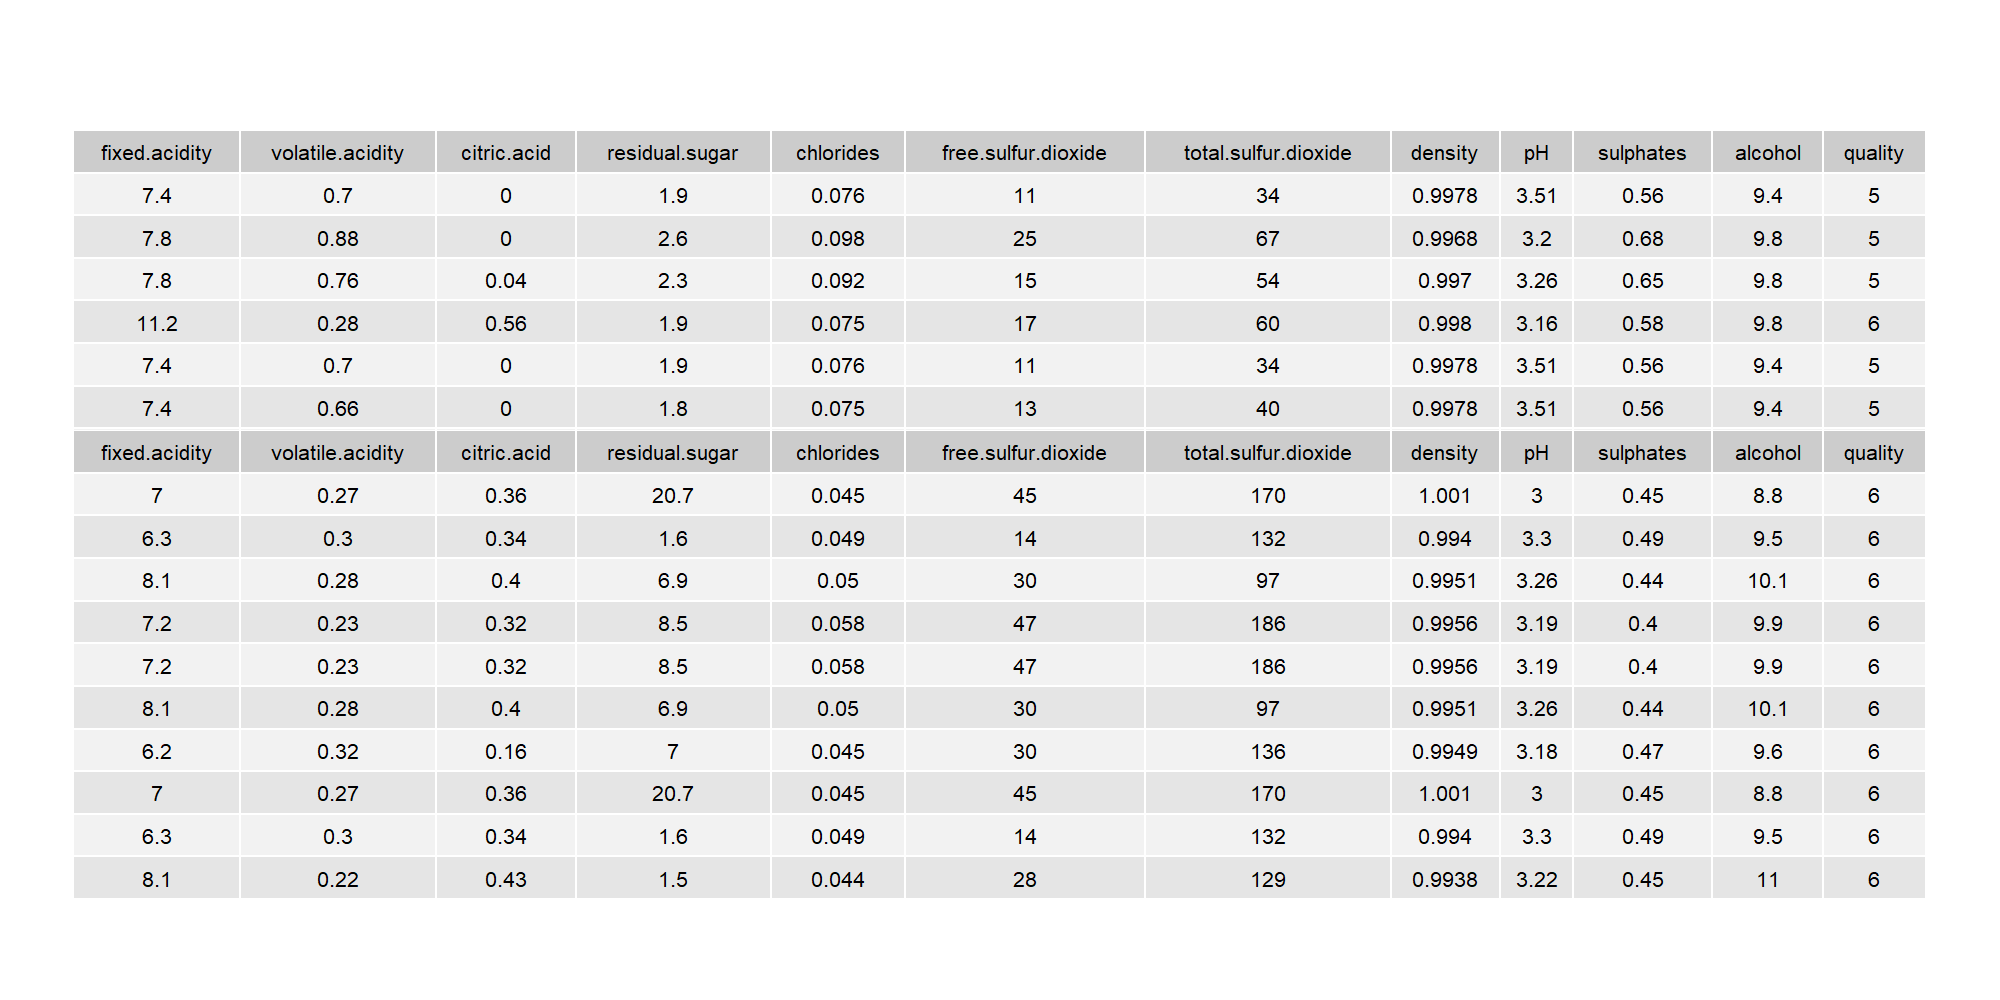 fixed.acidity volatile.acidity citric.acid residual.sugar chlorides free.sulfur.dioxide total.sulfur.dioxide density pH sulphates alcohol quality
7.4 0.7 0 1.9 0.076 11 34 0.9978 3.51 0.56 9.4 5
7.8 0.88 0 2.6 0.098 25 67 0.9968 3.2 0.68 9.8 5
7.8 0.76 0.04 2.3 0.092 15 54 0.997 3.26 0.65 9.8 5
11.2 0.28 0.56 1.9 0.075 17 60 0.998 3.16 0.58 9.8 6
7.4 0.7 0 1.9 0.076 11 34 0.9978 3.51 0.56 9.4 5
7.4 0.66 0 1.8 0.075 13 40 0.9978 3.51 0.56 9.4 5
fixed.acidity volatile.acidity citric.acid residual.sugar chlorides free.sulfur.dioxide total.sulfur.dioxide density pH sulphates alcohol quality
7 0.27 0.36 20.7 0.045 45 170 1.001 3 0.45 8.8 6
6.3 0.3 0.34 1.6 0.049 14 132 0.994 3.3 0.49 9.5 6
8.1 0.28 0.4 6.9 0.05 30 97 0.9951 3.26 0.44 10.1 6
7.2 0.23 0.32 8.5 0.058 47 186 0.9956 3.19 0.4 9.9 6
7.2 0.23 0.32 8.5 0.058 47 186 0.9956 3.19 0.4 9.9 6
8.1 0.28 0.4 6.9 0.05 30 97 0.9951 3.26 0.44 10.1 6
6.2 0.32 0.16 7 0.045 30 136 0.9949 3.18 0.47 9.6 6
7 0.27 0.36 20.7 0.045 45 170 1.001 3 0.45 8.8 6
6.3 0.3 0.34 1.6 0.049 14 132 0.994 3.3 0.49 9.5 6
8.1 0.22 0.43 1.5 0.044 28 129 0.9938 3.22 0.45 11 6